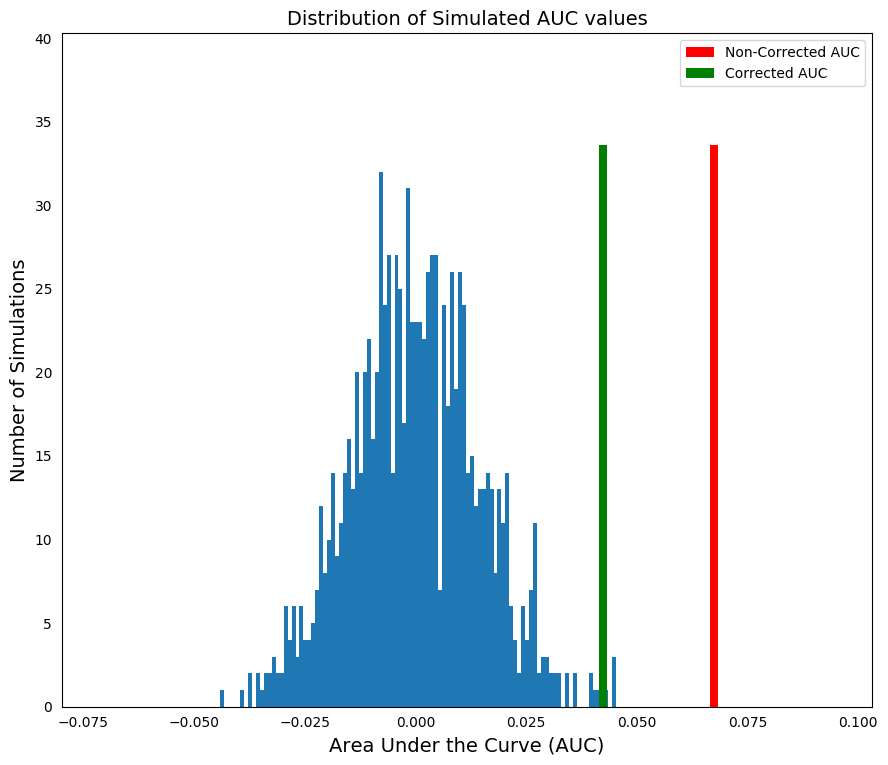 Distribution of Simulated AUC values
Non-Corrected AUC
Corrected AUC
Number of Simulations
40
35
30
25
20
15
10
5
0
−0.075 −0.050 −0.025 0.000 0.025 0.050 0.075 0.100
Area Under the Curve (AUC)